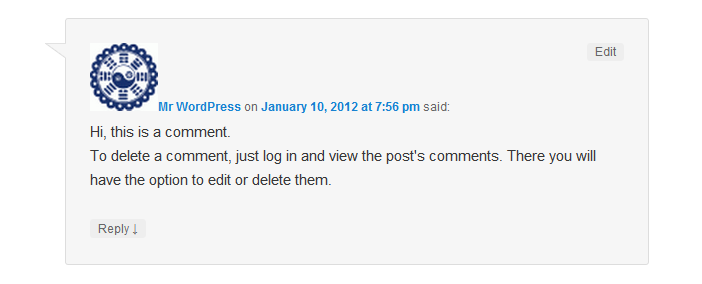 Edit
Mr WordPress on January 10, 2012 at 7:56 pm said:
Hi, this is a comment.
To delete a comment, just log in and view the post's comments. There you will
have the option to edit or delete them.
Reply ↓